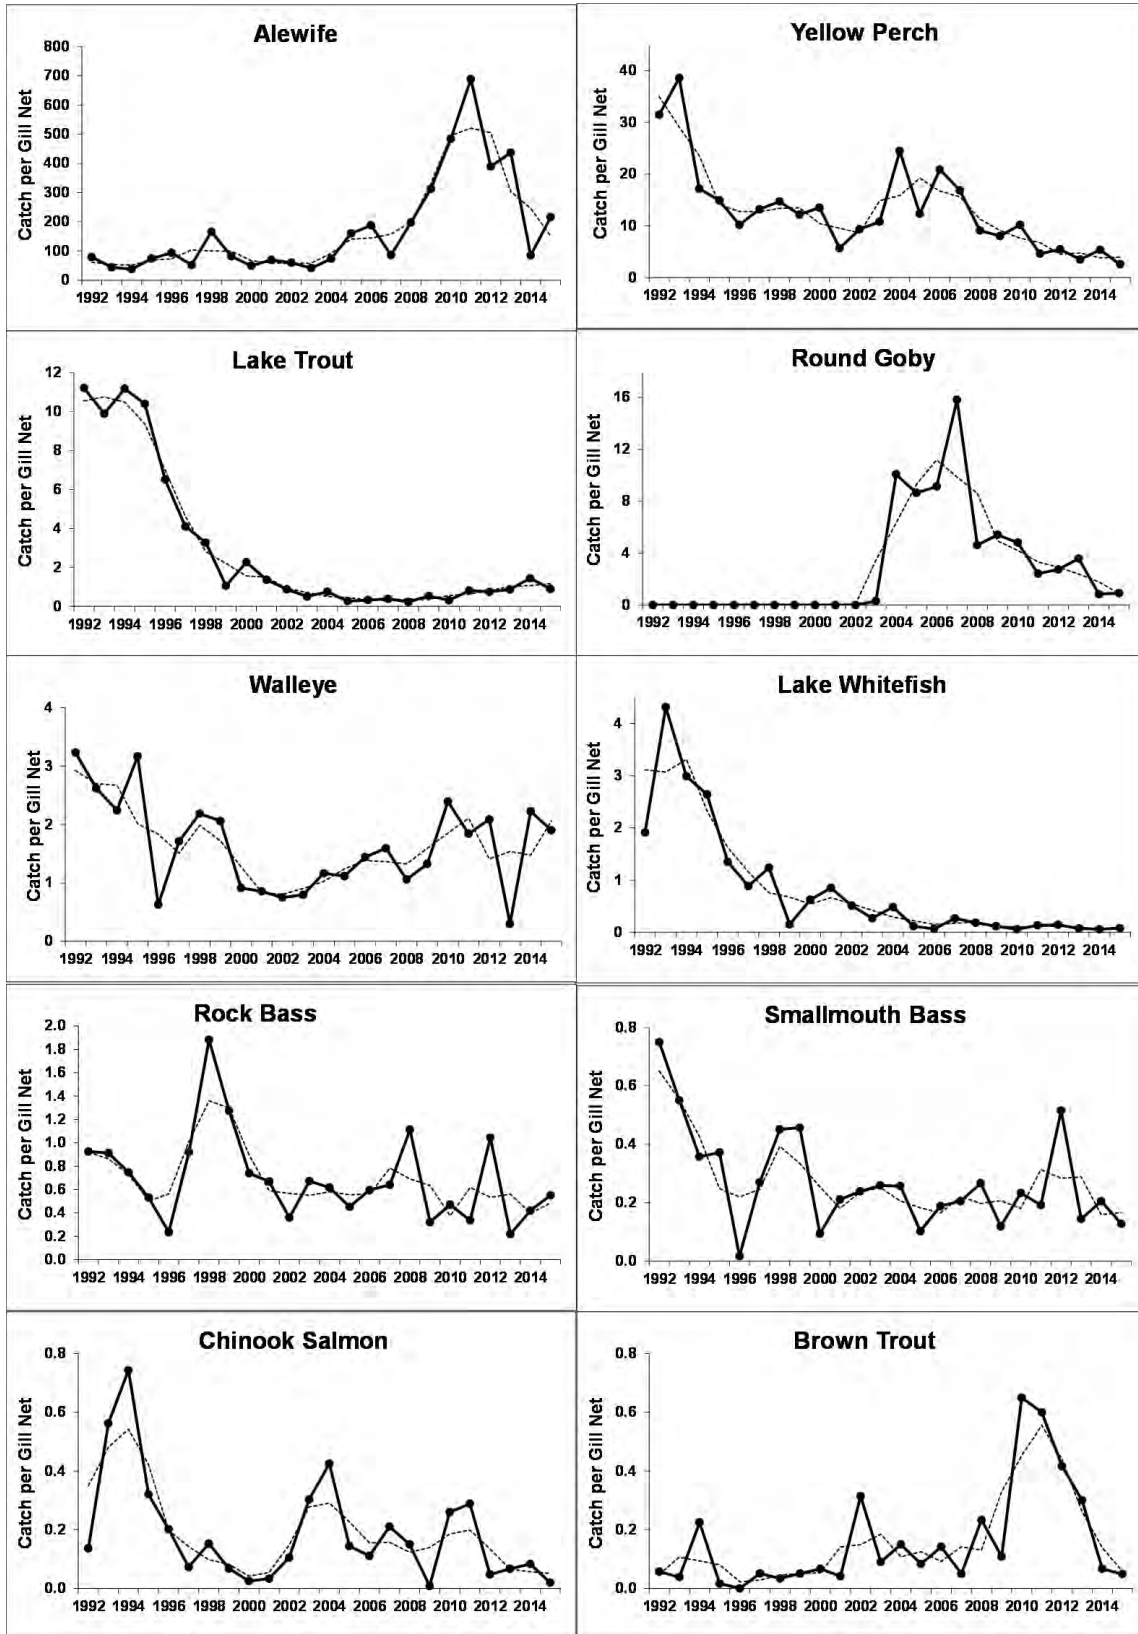 Alewife
Catch per Gill Net
800
700
600
500
400
300
200
100
0
1992 1994 1996 1998 2000 2002 2004 2006 2008 2010 2012 2014
Yellow Perch
Catch per Gill Net
40
30
20
10
0
1992 1994 1996 1998 2000 2002 2004 2006 2008 2010 2012 2014
Lake Trout
Catch per Gill Net
12
10
8
6
4
2
0
1992 1994 1996 1998 2000 2002 2004 2006 2008 2010 2012 2014
Round Goby
Catch per Gill Net
16
12
8
4
0
1992 1994 1996 1998 2000 2002 2004 2006 2008 2010 2012 2014
Walleye
Catch per Gill Net
4
3
2
1
0
1992 1994 1996 1998 2000 2002 2004 2006 2008 2010 2012 2014
Lake Whitefish
Catch per Gill Net
4
3
2
1
0
1992 1994 1996 1998 2000 2002 2004 2006 2008 2010 2012 2014
Rock Bass
Catch per Gill Net
2.0
1.8
1.6
1.4
1.2
1.0
0.8
0.6
0.4
0.2
0.0
1992 1994 1996 1998 2000 2002 2004 2006 2008 2010 2012 2014
Smallmouth Bass
Catch per Gill Net
0.8
0.6
0.4
0.2
0.0
1992 1994 1996 1998 2000 2002 2004 2006 2008 2010 2012 2014
Chinook Salmon
Catch per Gill Net
0.8
0.6
0.4
0.2
0.0
1992 1994 1996 1998 2000 2002 2004 2006 2008 2010 2012 2014
Brown Trout
Catch per Gill Net
0.8
0.6
0.4
0.2
0.0
1992 1994 1996 1998 2000 2002 2004 2006 2008 2010 2012 2014